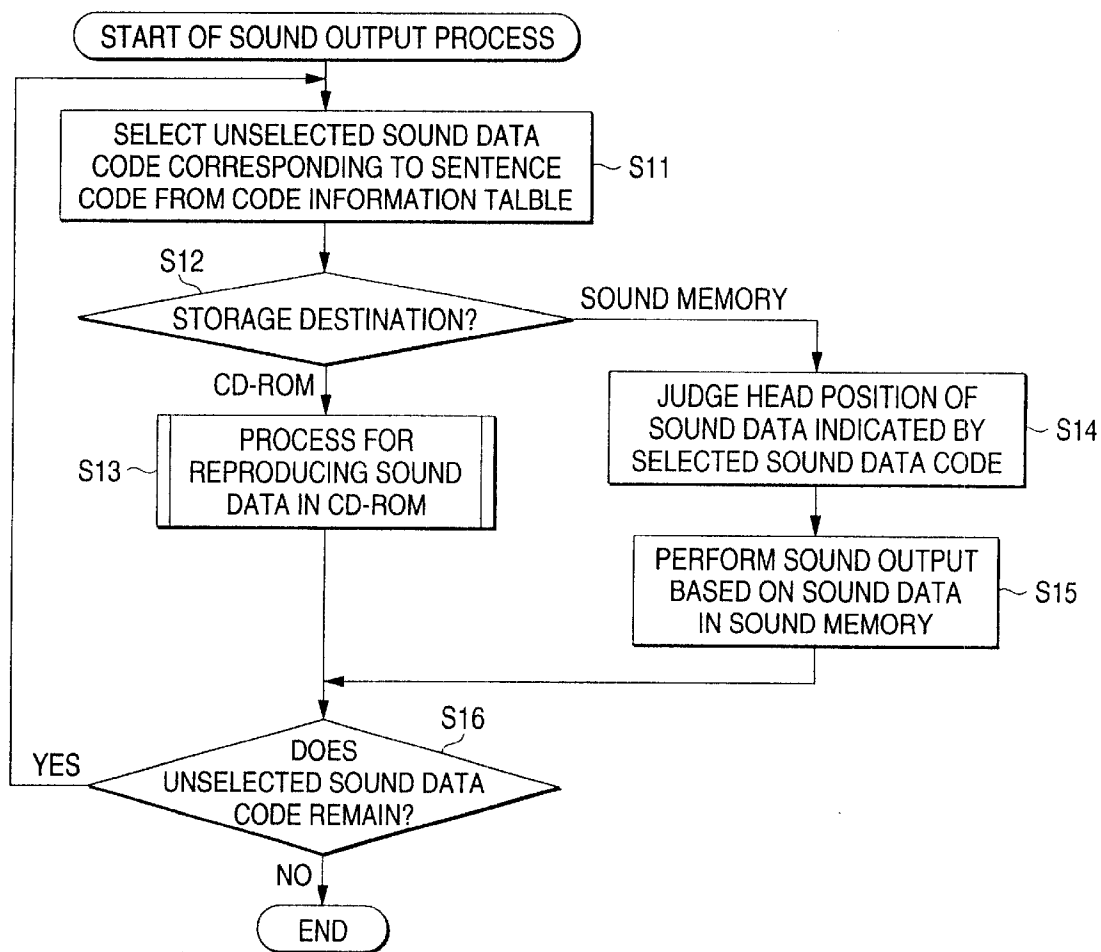 START OF SOUND OUTPUT PROCESS
SELECT UNSELECTED SOUND DATA
CODE CORRESPONDING TO SENTENCE
CODE FROM CODE INFORMATION TALBLE
S11
S12
STORAGE DESTINATION?
SOUND MEMORY
CD-ROM
JUDGE HEAD POSITION OF
SOUND DATA INDICATED BY
SELECTED SOUND DATA CODE
S14
S13
PROCESS FOR
REPRODUCING SOUND
DATA IN CD-ROM
PERFORM SOUND OUTPUT
BASED ON SOUND DATA
IN SOUND MEMORY
S15
S16
DOES
UNSELECTED SOUND DATA
CODE REMAIN?
YES
NO
END